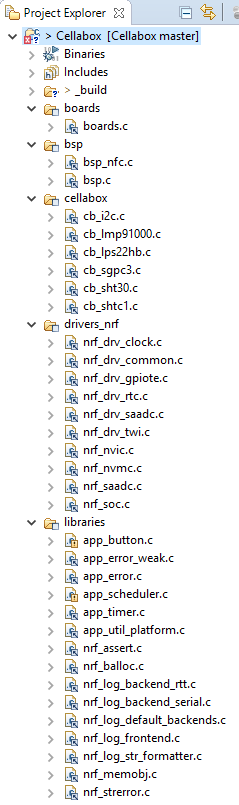 Project Explorer
> Cellabox [Cellabox master]
Binaries
Includes
> _build
boards
boards.c
bsp
bsp_nfc.c
bsp.c
cellabox
cb_i2c.c
cb_lmp91000.c
cb_lps22hb.c
cb_sgpc3.c
cb_sht30.c
cb_shtc1.c
drivers_nrf
nrf_drv_clock.c
nrf_drv_common.c
nrf_drv_gpiote.c
nrf_drv_rtc.c
nrf_drv_saadc.c
nrf_drv_twi.c
nrf_nvic.c
nrf_nvmc.c
nrf_saadc.c
nrf_soc.c
libraries
app_button.c
app_error_weak.c
app_error.c
app_scheduler.c
app_timer.c
app_util_platform.c
nrf_assert.c
nrf_balloc.c
nrf_log_backend_rtt.c
nrf_log_backend_serial.c
nrf_log_default_backends.c
nrf_log_frontend.c
nrf_log_str_formatter.c
nrf_memobj.c
nrf_strerror.c